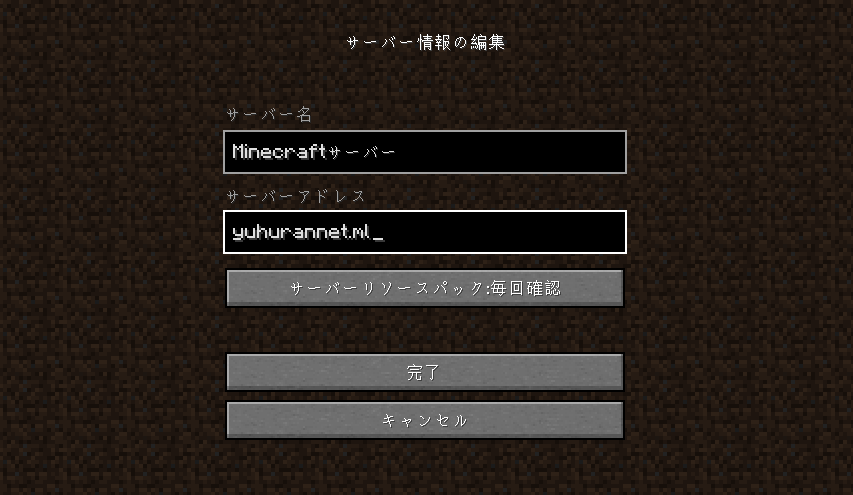 サーバー情報の編集
サーバー名
Minecraftサーバー
サーバーアドレス
yuhurannet.ml_
サーバーリソースパック:毎回確認
完了
キャンセル